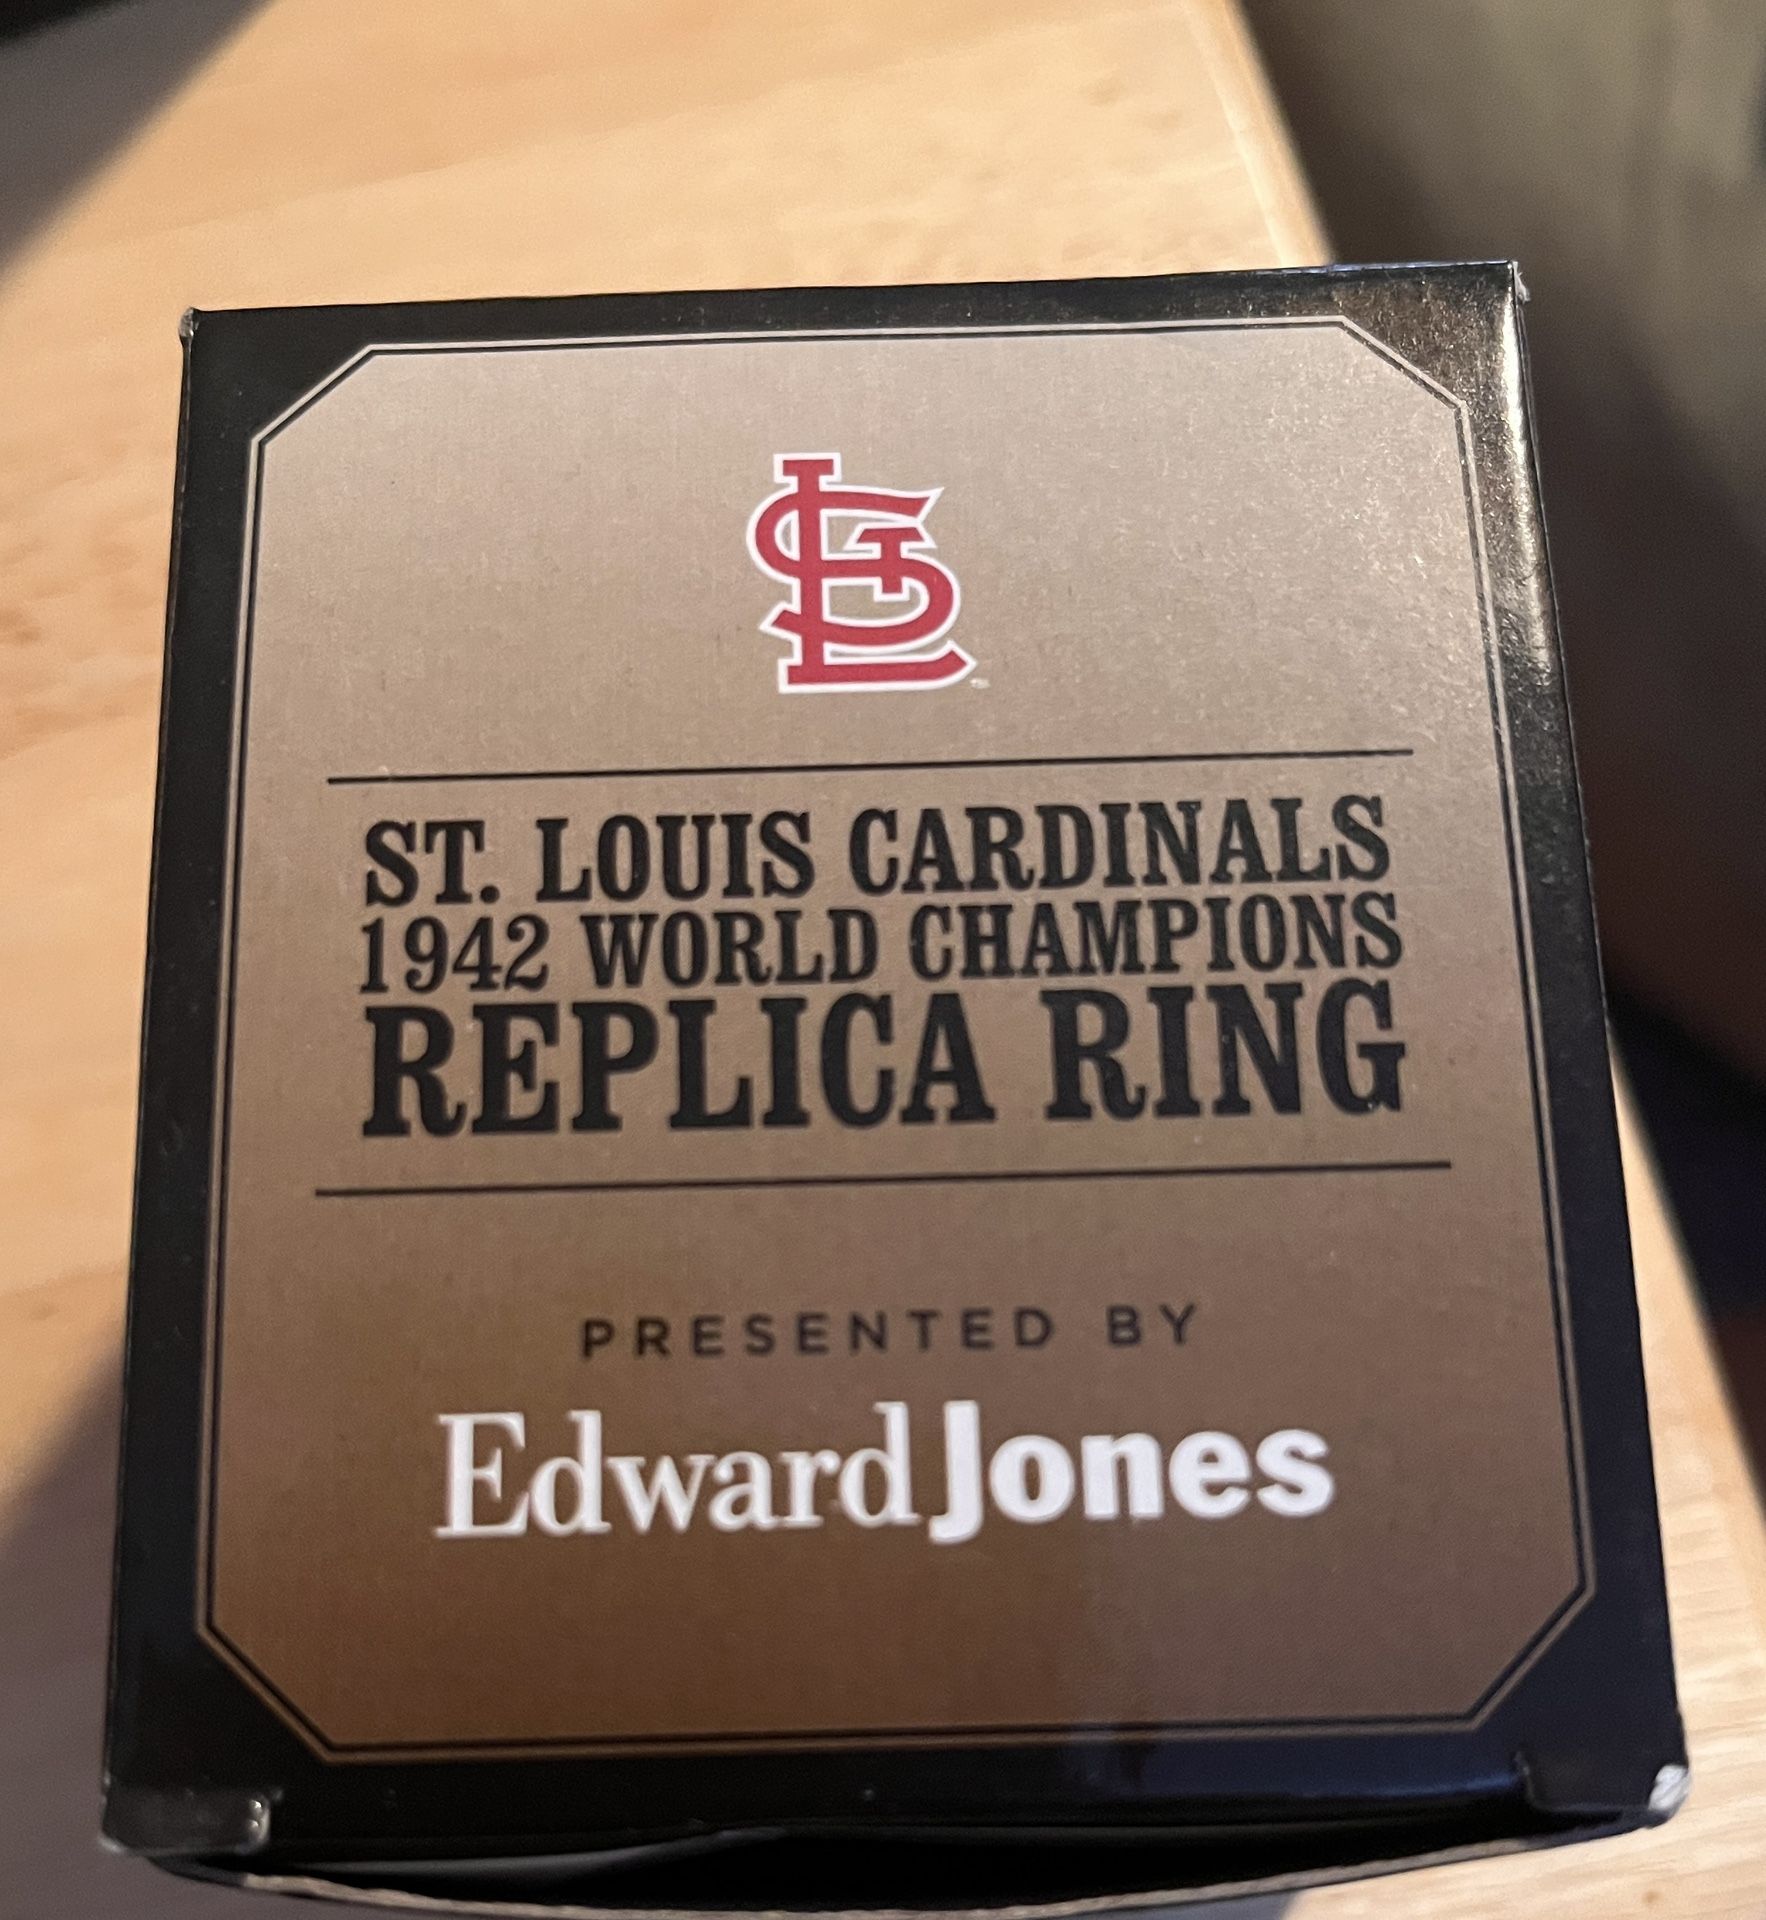 STL
ST. LOUIS CARDINALS
1942 WORLD CHAMPIONS
REPLICA RING
PRESENTED BY
Edward Jones